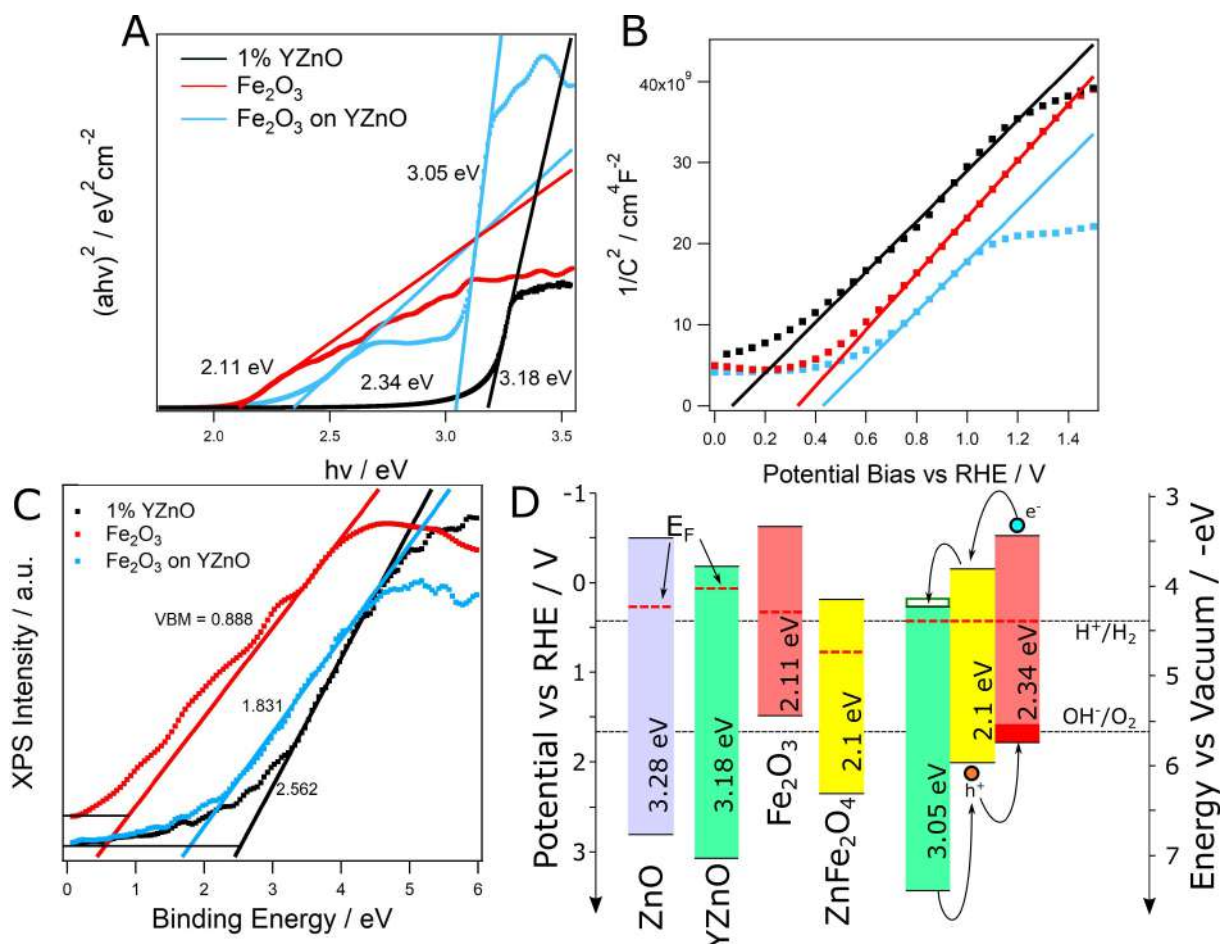 A
1% YZnO
Fe₂O₃
Fe₂O₃ on YZnO
(ahv)² / eV²cm⁻²
3.05 eV
2.11 eV
2.34 eV
3.18 eV
2.0
2.5
3.0
3.5
hv / eV
B
40x10⁹
30
20
10
0
1/C² / cm⁴F⁻²
0.0
0.2
0.4
0.6
0.8
1.0
1.2
1.4
Potential Bias vs RHE / V
C
1% YZnO
Fe₂O₃
Fe₂O₃ on YZnO
VBM = 0.888
1.831
2.562
XPS Intensity / a.u.
0
1
2
3
4
5
6
Binding Energy / eV
D
-1
0
1
2
3
Potential vs RHE / V
E_F
e⁻
H⁺/H₂
OH⁻/O₂
h⁺
3.28 eV
3.18 eV
2.11 eV
2.1 eV
3.05 eV
2.1 eV
2.34 eV
ZnO
YZnO
Fe₂O₃
ZnFe₂O₄
3
4
5
6
7
Energy vs Vacuum / -eV